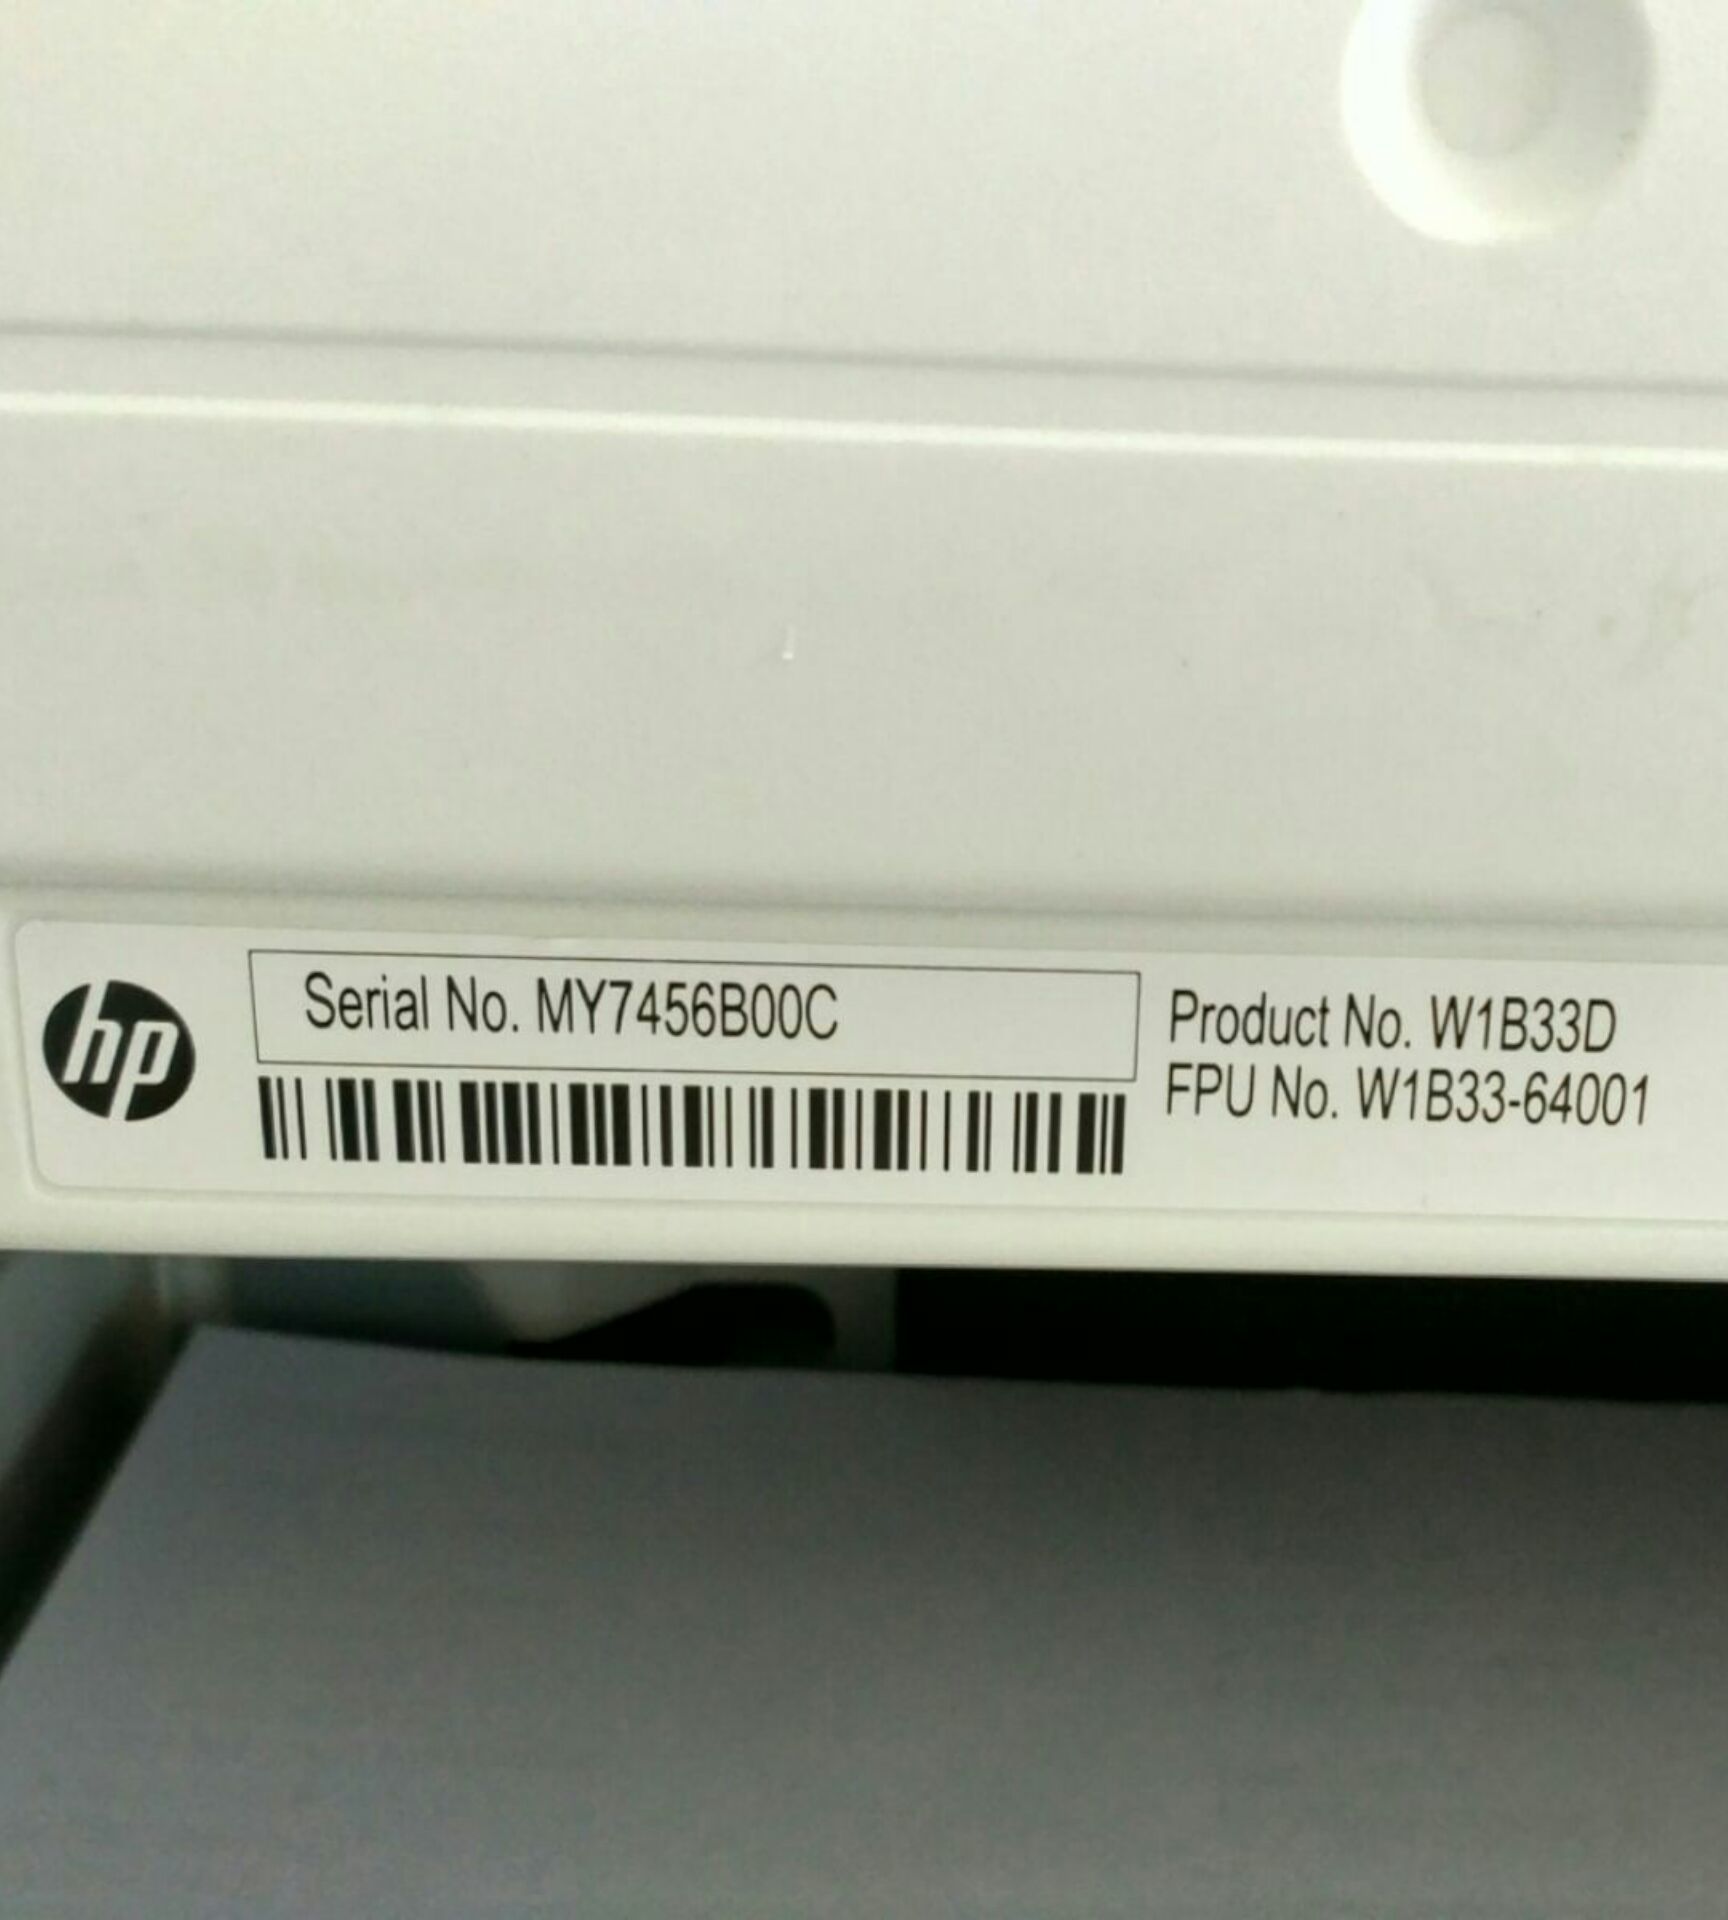 hp
Serial No. MY7456B00C
Product No. W1B33D
FPU No. W1B33-64001